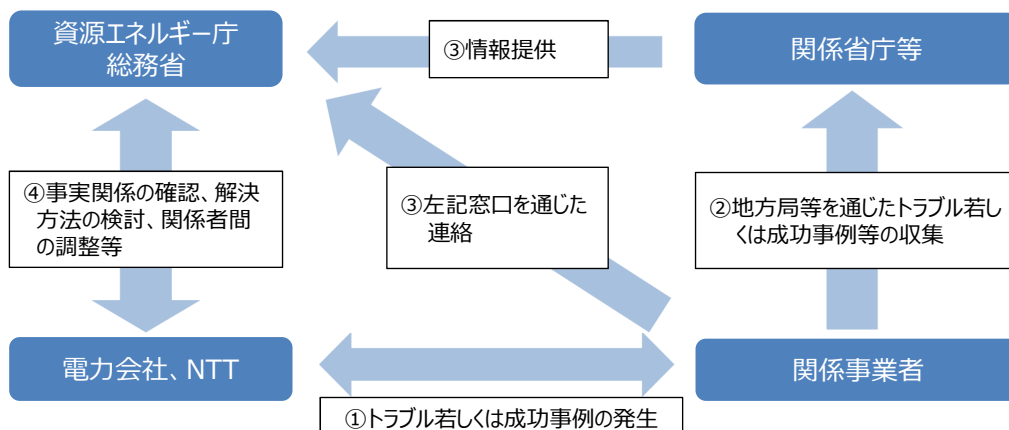 資源エネルギー庁
総務省
③情報提供
関係省庁等
④事実関係の確認、解決
方法の検討、関係者間
の調整等
③左記窓口を通じた
連絡
②地方局等を通じたトラブル若し
くは成功事例等の収集
電力会社、NTT
関係事業者
①トラブル若しくは成功事例の発生